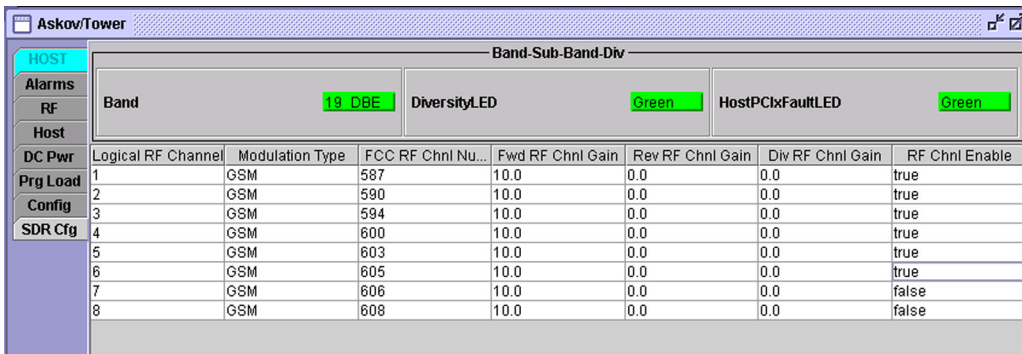 Askov/Tower
HOST
Alarms
RF
Host
DC Pwr
Prg Load
Config
SDR Cfg
Band-Sub-Band-Div
Band 19 DBE DiversityLED Green HostPCIxFaultLED Green
Logical RF Channel Modulation Type FCC RF Chnl Nu... Fwd RF Chnl Gain Rev RF Chnl Gain Div RF Chnl Gain RF Chnl Enable
1 GSM 587 10.0 0.0 0.0 true
2 GSM 590 10.0 0.0 0.0 true
3 GSM 594 10.0 0.0 0.0 true
4 GSM 600 10.0 0.0 0.0 true
5 GSM 603 10.0 0.0 0.0 true
6 GSM 605 10.0 0.0 0.0 true
7 GSM 606 10.0 0.0 0.0 false
8 GSM 608 10.0 0.0 0.0 false